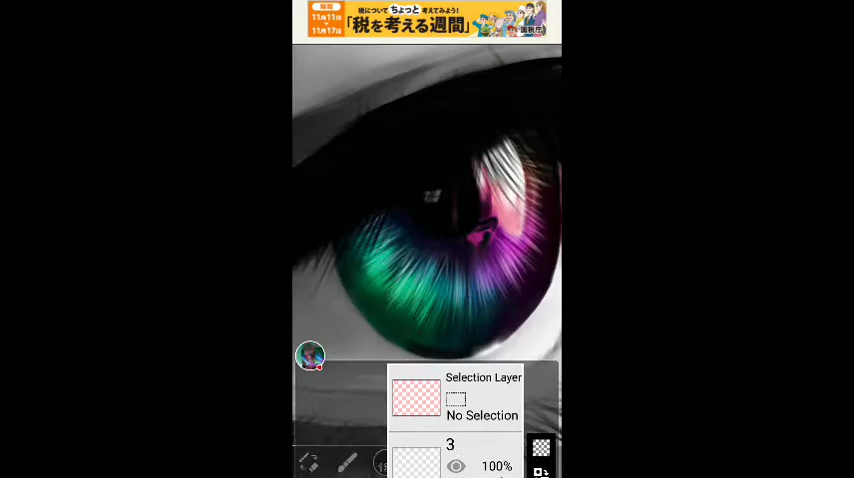 期間
11月11日
11月17日
税について ちょっと 考えてみよう!
「税を考える週間」
国税庁
Selection Layer
No Selection
3
100%